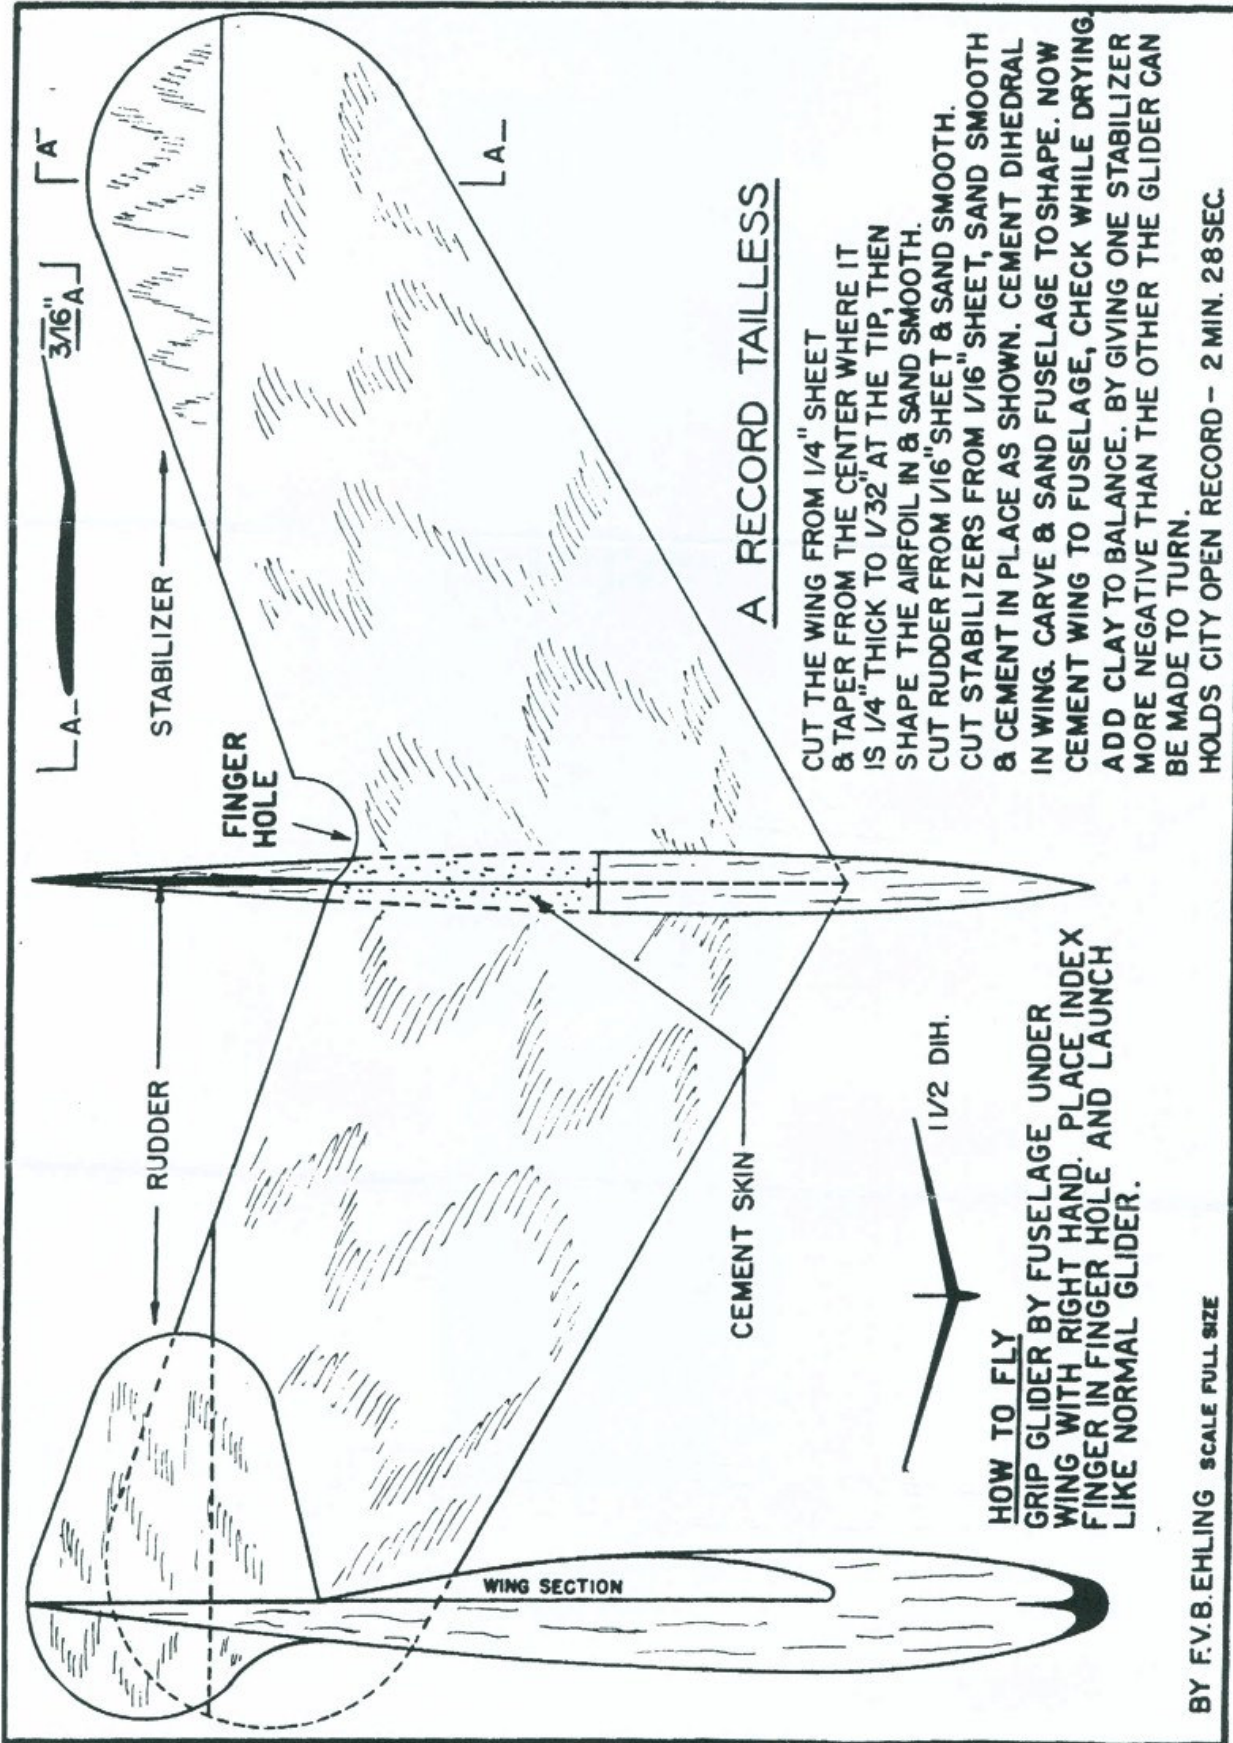 A-
3/16"
A
A-
A-
STABILIZER
FINGER
HOLE
RUDDER
A RECORD TAILLESS
CUT THE WING FROM 1/4" SHEET
& TAPER FROM THE CENTER WHERE IT
IS 1/4" THICK TO 1/32" AT THE TIP, THEN
SHAPE THE AIRFOIL IN & SAND SMOOTH.
CUT RUDDER FROM 1/16" SHEET & SAND SMOOTH.
CUT STABILIZERS FROM 1/16" SHEET, SAND SMOOTH
& CEMENT IN PLACE AS SHOWN. CEMENT DIHEDRAL
IN WING. CARVE & SAND FUSELAGE TO SHAPE. NOW
CEMENT WING TO FUSELAGE, CHECK WHILE DRYING.
ADD CLAY TO BALANCE. BY GIVING ONE STABILIZER
MORE NEGATIVE THAN THE OTHER THE GLIDER CAN
BE MADE TO TURN.
HOLDS CITY OPEN RECORD - 2 MIN. 28 SEC.
CEMENT SKIN
1 1/2 DIH.
WING SECTION
HOW TO FLY
GRIP GLIDER BY FUSELAGE UNDER
WING WITH RIGHT HAND. PLACE INDEX
FINGER IN FINGER HOLE AND LAUNCH
LIKE NORMAL GLIDER.
BY F.V.B.EHLING SCALE FULL SIZE